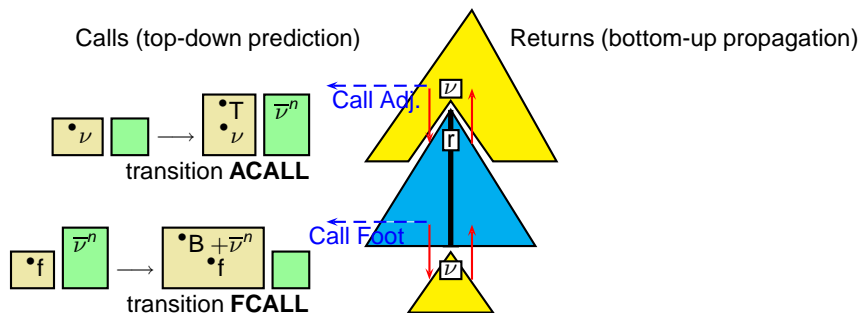 Calls (top-down prediction)
Returns (bottom-up propagation)
Call Adj.
ν
•ν ⟶ •T
•ν
ν̅ⁿ
r
transition ACALL
Call Foot
•f
ν̅ⁿ
⟶ •B + ν̅ⁿ
•f
ν
transition FCALL